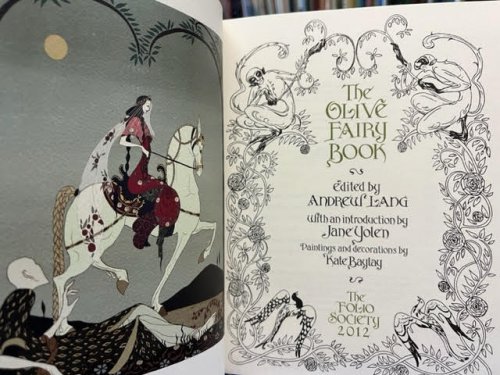 The
OLIVE
FAIRY
BOOK
edited by
ANDREW LANG
with an introduction by
JANE YOLEN
Paintings and decorations by
Kate Baylay
The
FOLIO
SOCIETY
2012